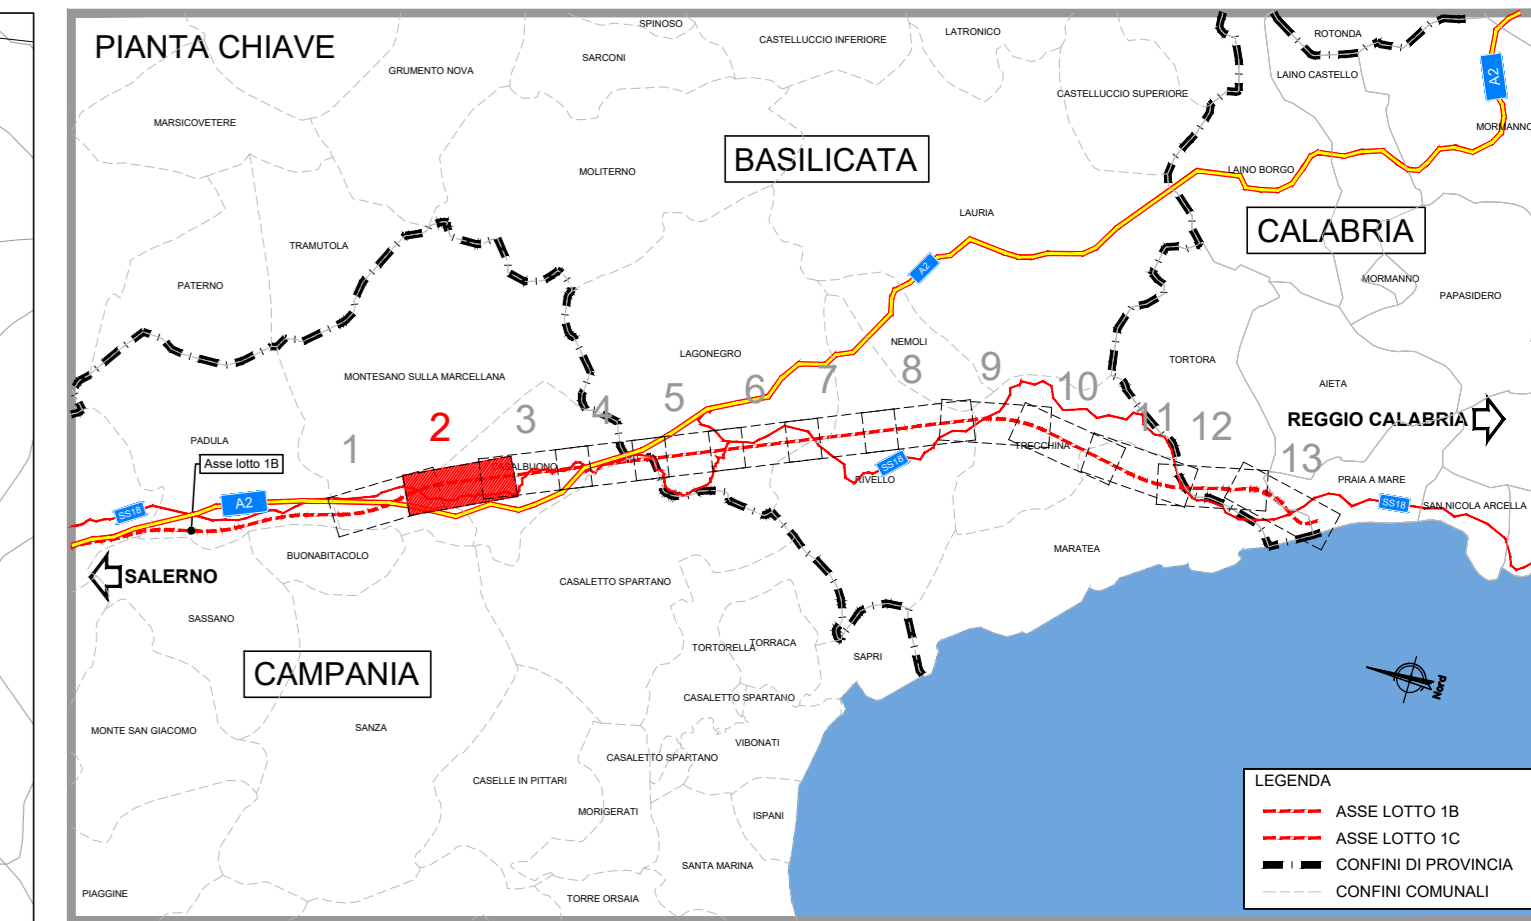 PIANTA CHIAVE
SPINOSO
SARCONI
CASTELLUCCIO INFERIORE
LATRONICO
ROTONDA
GRUMENTO NOVA
LAINO CASTELLO
A2
CASTELLUCCIO SUPERIORE
MARSICOVETERE
MORMANNO
BASILICATA
MOLITERNO
LAINO BORGO
LAURIA
CALABRIA
TRAMUTOLA
A2
MORMANNO
PATERNO
PAPASIDERO
NEMOLI
LAGONEGRO
TORTORA
MONTESANO SULLA MARCELLANA
AIETA
1
2
3
4
5
6
7
8
9
10
11
12
13
REGGIO CALABRIA
PADULA
Asse lotto 1B
TRECCHINA
CASALBUONO
SS18
RIVELLO
PRAIA A MARE
A2
SS18
SS18
SAN NICOLA ARCELLA
BUONABITACOLO
MARATEA
SALERNO
CASALETTO SPARTANO
SASSANO
TORTORELLA
TORRACA
SAPRI
CAMPANIA
CASALETTO SPARTANO
Nord
MONTE SAN GIACOMO
SANZA
VIBONATI
CASALETTO SPARTANO
CASELLE IN PITTARI
MORIGERATI
ISPANI
SANTA MARINA
PIAGGINE
TORRE ORSAIA
LEGENDA
ASSE LOTTO 1B
ASSE LOTTO 1C
CONFINI DI PROVINCIA
CONFINI COMUNALI